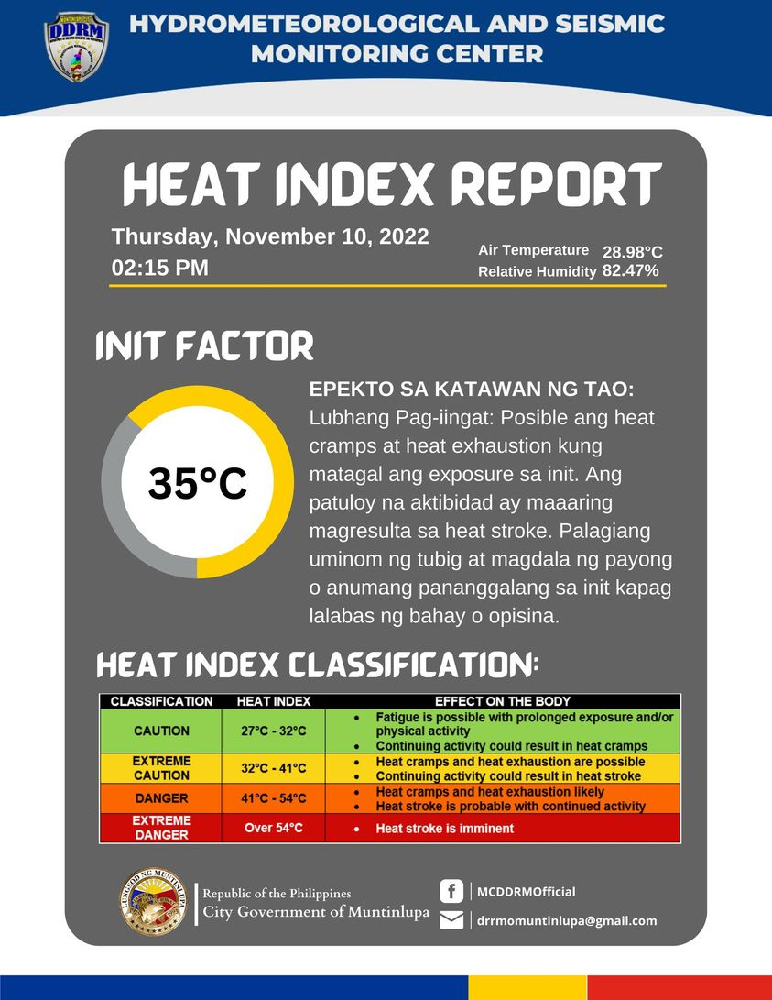 DDRM
HYDROMETEOROLOGICAL AND SEISMIC
MONITORING CENTER
HEAT INDEX REPORT
Thursday, November 10, 2022
02:15 PM
Air Temperature 28.98°C
Relative Humidity 82.47%
INIT FACTOR
35°C
EPEKTO SA KATAWAN NG TAO:
Lubhang Pag-iingat: Posible ang heat
cramps at heat exhaustion kung
matagal ang exposure sa init. Ang
patuloy na aktibidad ay maaaring
magresulta sa heat stroke. Palagiang
uminom ng tubig at magdala ng payong
o anumang pananggalang sa init kapag
lalabas ng bahay o opisina.
HEAT INDEX CLASSIFICATION:
CLASSIFICATION HEAT INDEX EFFECT ON THE BODY
CAUTION 27°C - 32°C
• Fatigue is possible with prolonged exposure and/or
physical activity
• Continuing activity could result in heat cramps
EXTREME
CAUTION 32°C - 41°C
• Heat cramps and heat exhaustion are possible
• Continuing activity could result in heat stroke
DANGER 41°C - 54°C
• Heat cramps and heat exhaustion likely
• Heat stroke is probable with continued activity
EXTREME
DANGER Over 54°C
• Heat stroke is imminent
LUNGSOD NG MUNTINLUPA
Republic of the Philippines
City Government of Muntinlupa
MCDDRMOfficial
drrmomuntinlupa@gmail.com